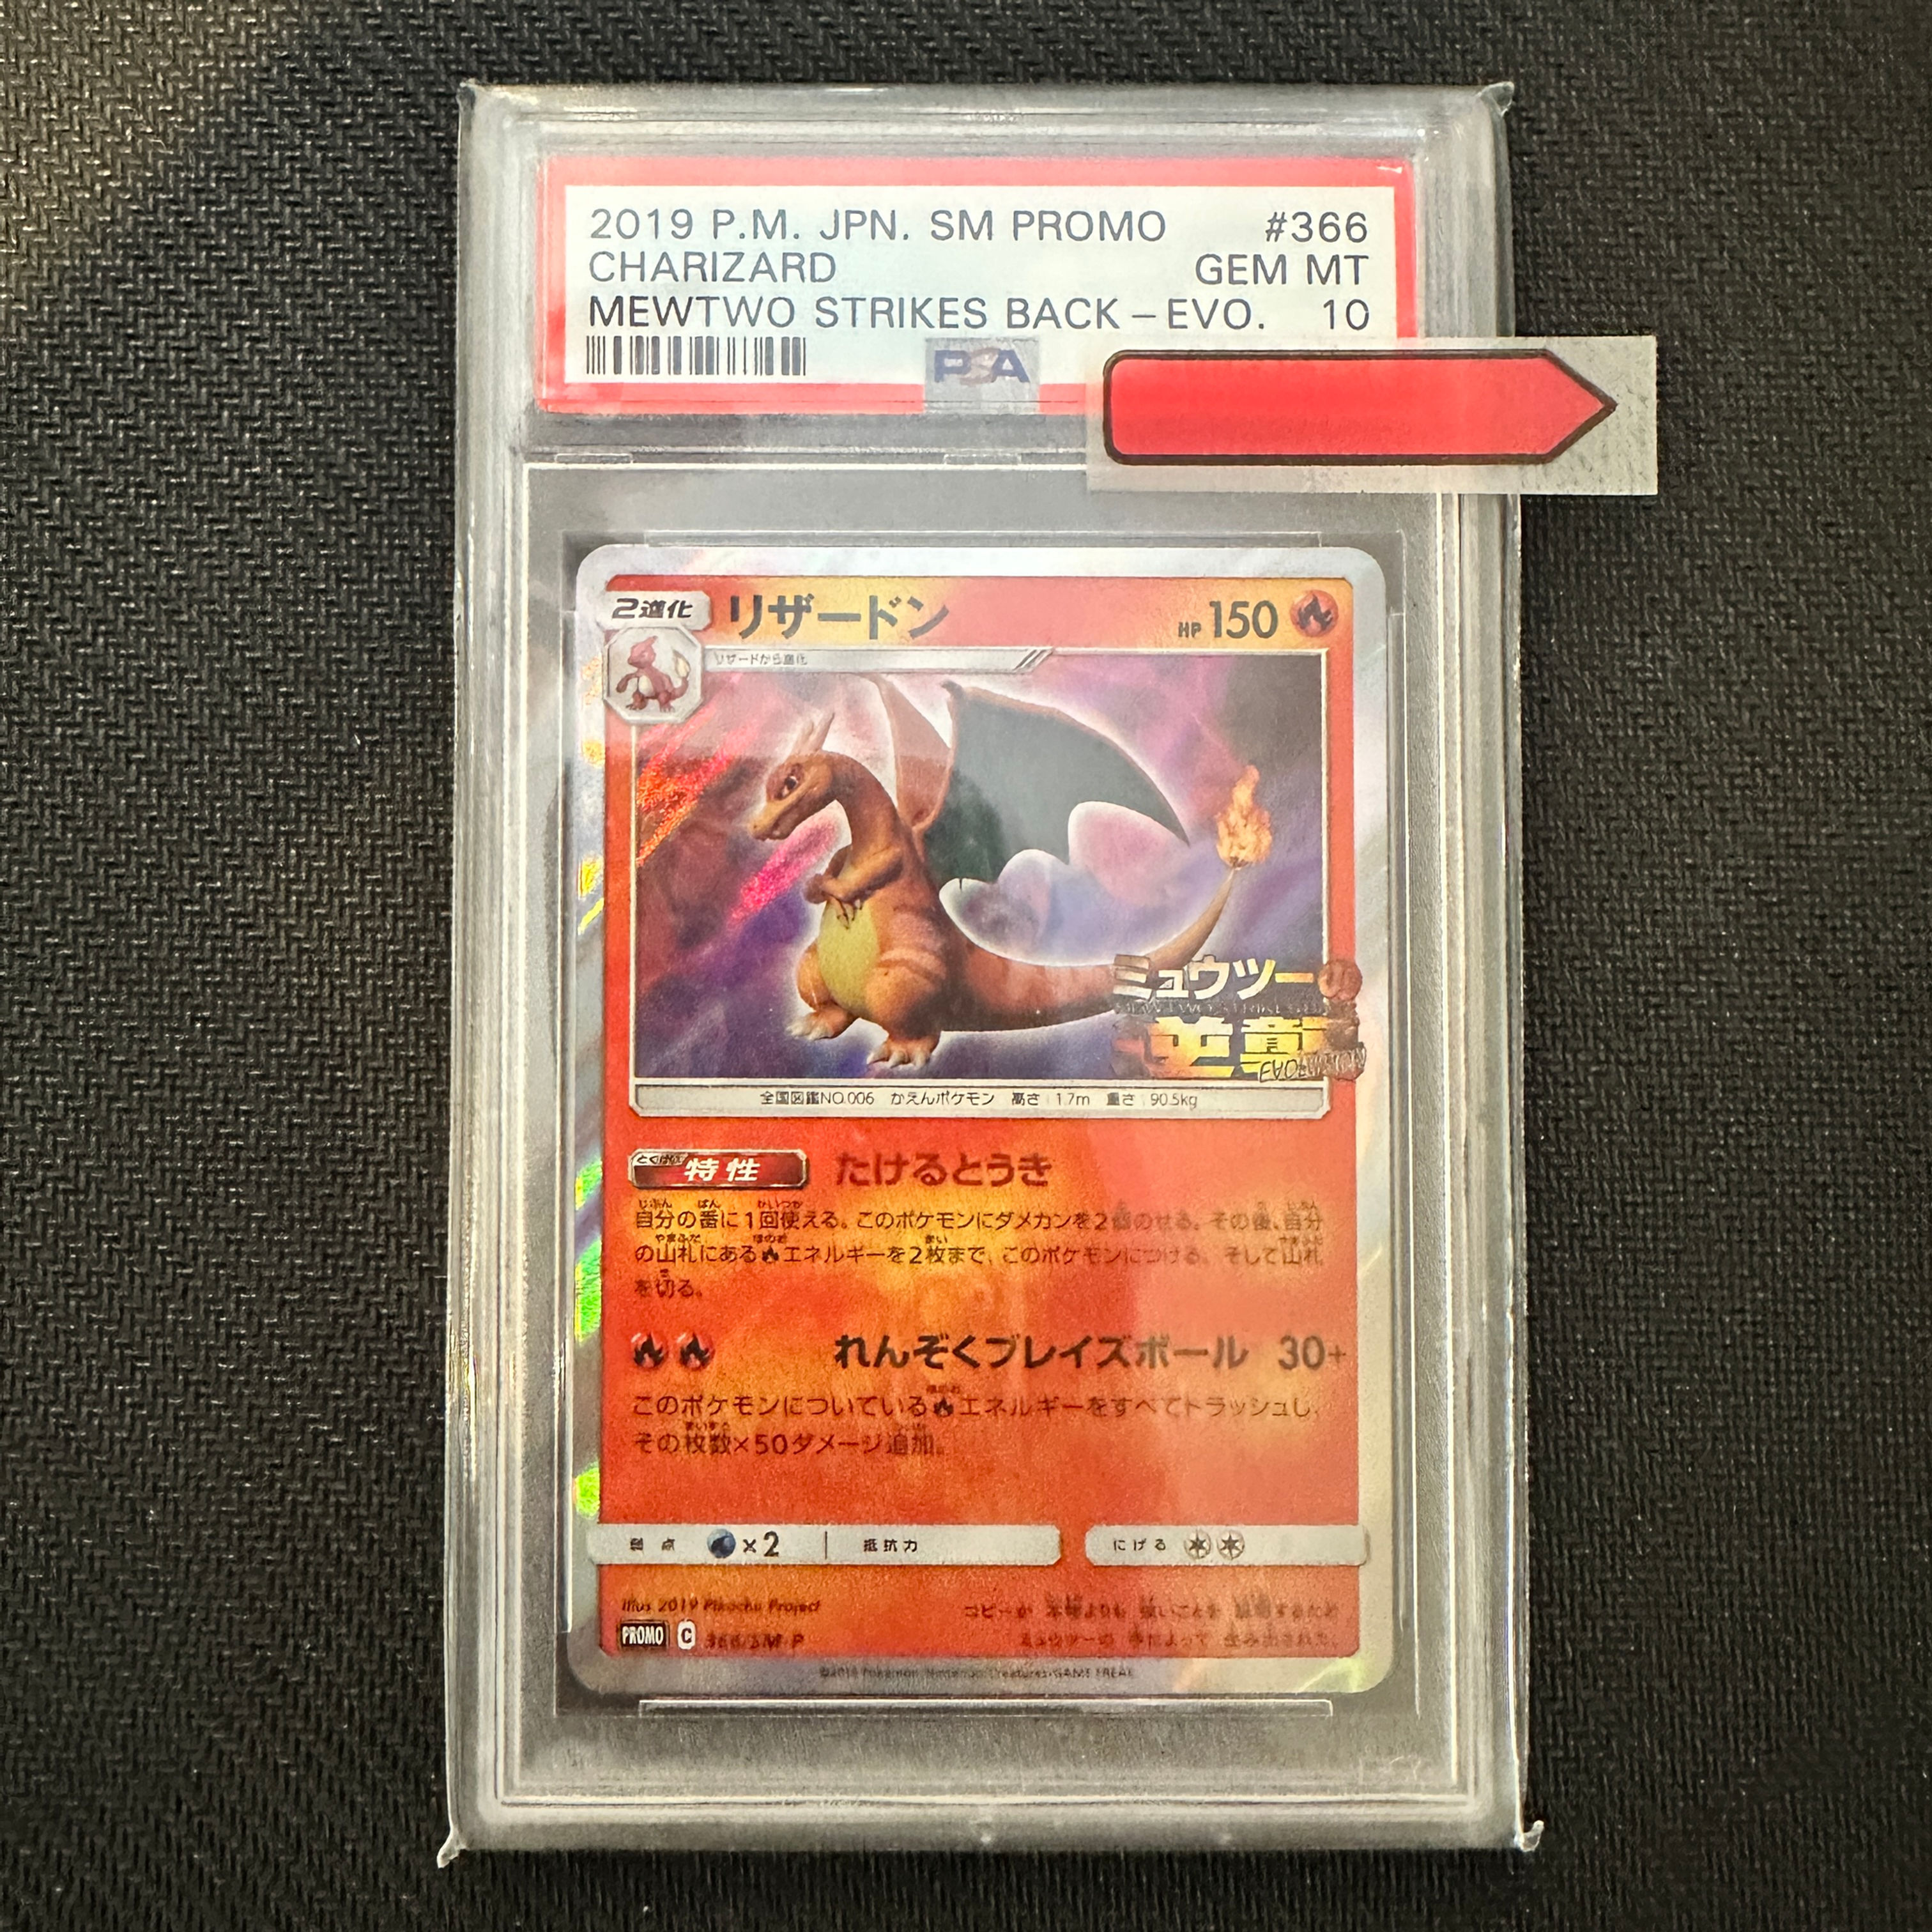 2019 P.M. JPN. SM PROMO #366
CHARIZARD GEM MT
MEWTWO STRIKES BACK – EVO. 10
PSA
2進化 リザードン HP 150
リザードから進化
ミュウツー
逆襲
EVOLUTION
全国図鑑NO.006 かえんポケモン 高さ:1.7m 重さ:90.5kg
特性 たけるとうき
自分の番に1回使える。このポケモンにダメカンを2個のせる。その後、自分
の山札にある エネルギーを2枚まで、このポケモンにつける。そして山札
を切る。
れんぞくブレイズボール 30+
このポケモンについている エネルギーをすべてトラッシュし、
その枚数×50ダメージ追加。
弱点 ×2 抵抗力 にげる
Illus. 2019 Pikachu Project
PROMO C 366/SM-P